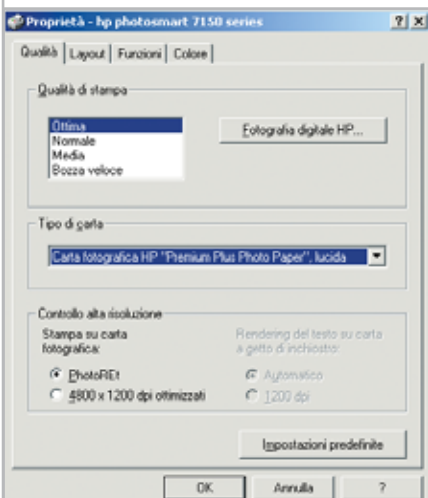 Proprietà - hp photosmart 7150 series
Qualità Layout Funzioni Colore
Qualità di stampa
Ottima
Normale
Media
Bozza veloce
Fotografia digitale HP...
Tipo di carta
Carta fotografica HP "Premium Plus Photo Paper", lucida
Controllo alta risoluzione
Stampa su carta
fotografica:
PhotoREt
4800 x 1200 dpi ottimizzati
Rendering del testo su carta
a getto di inchiostro:
Automatico
1200 dpi
Impostazioni predefinite
OK Annulla ?